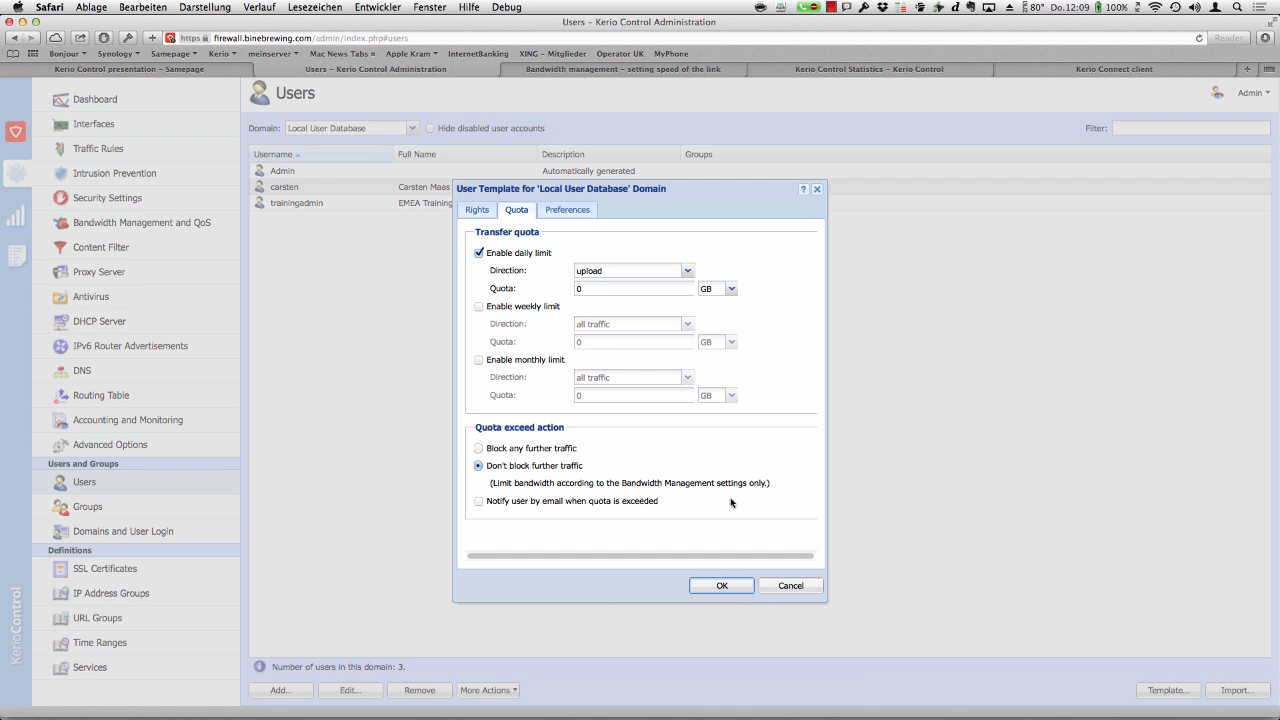 Safari Ablage Bearbeiten Darstellung Verlauf Lesezeichen Entwickler Fenster Hilfe Debug 80° Do.12:09 100%
Users – Kerio Control Administration
https firewall.binebrewing.com/admin/index.php#users Reader
Bonjour Synology Samepage Kerio meinserver Mac News Tabs Apple Kram InternetBanking XING – Mitglieder Operator UK MyPhone
Kerio Control presentation – Samepage Users – Kerio Control Administration Bandwidth management – setting speed of the link Kerio Control Statistics – Kerio Control Kerio Connect client
Users
Admin
Domain: Local User Database Hide disabled user accounts Filter:
Username Full Name Description Groups
Admin Automatically generated
carsten Carsten Maas
trainingadmin EMEA Training
Dashboard
Interfaces
Traffic Rules
Intrusion Prevention
Security Settings
Bandwidth Management and QoS
Content Filter
Proxy Server
Antivirus
DHCP Server
IPv6 Router Advertisements
DNS
Routing Table
Accounting and Monitoring
Advanced Options
Users and Groups
Users
Groups
Domains and User Login
Definitions
SSL Certificates
IP Address Groups
URL Groups
Time Ranges
Services
KerioControl
User Template for 'Local User Database' Domain
Rights Quota Preferences
Transfer quota
Enable daily limit
Direction: upload
Quota: 0 GB
Enable weekly limit
Direction: all traffic
Quota: 0 GB
Enable monthly limit
Direction: all traffic
Quota: 0 GB
Quota exceed action
Block any further traffic
Don't block further traffic
(Limit bandwidth according to the Bandwidth Management settings only.)
Notify user by email when quota is exceeded
OK Cancel
Number of users in this domain: 3.
Add... Edit... Remove More Actions Template... Import...